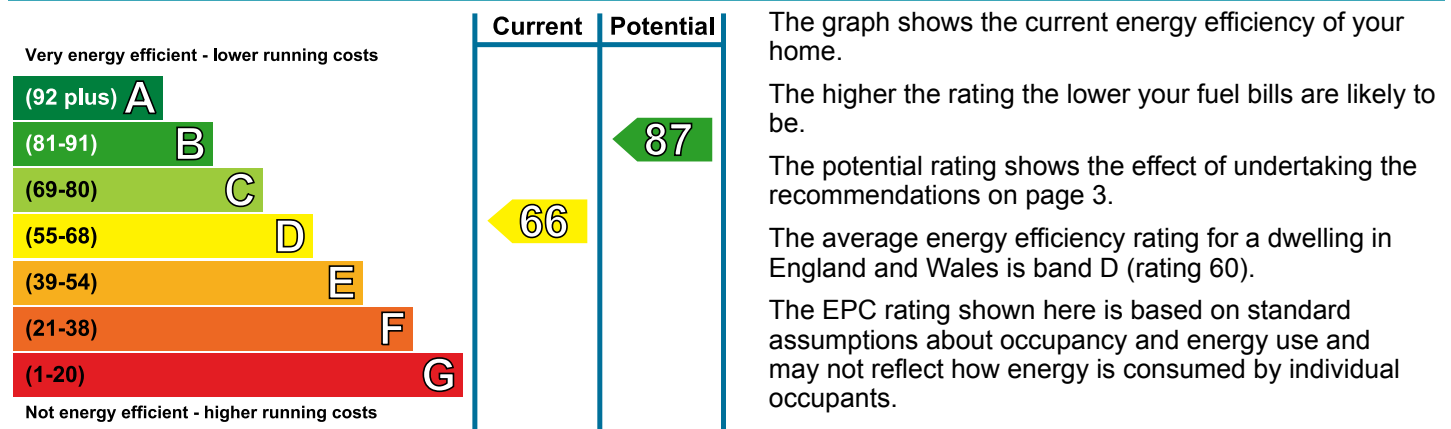 Current Potential
Very energy efficient - lower running costs
(92 plus) A
(81-91) B
87
(69-80) C
66
(55-68) D
(39-54) E
(21-38) F
(1-20) G
Not energy efficient - higher running costs
The graph shows the current energy efficiency of your
home.
The higher the rating the lower your fuel bills are likely to
be.
The potential rating shows the effect of undertaking the
recommendations on page 3.
The average energy efficiency rating for a dwelling in
England and Wales is band D (rating 60).
The EPC rating shown here is based on standard
assumptions about occupancy and energy use and
may not reflect how energy is consumed by individual
occupants.